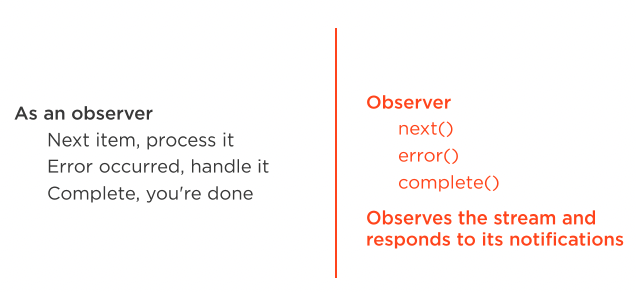 As an observer
Next item, process it
Error occurred, handle it
Complete, you're done
Observer
next()
error()
complete()
Observes the stream and
responds to its notifications